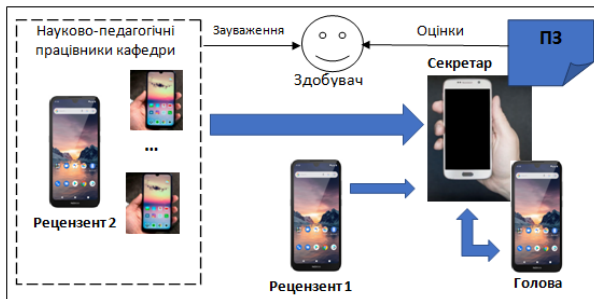 Науково-педагогічні
працівники кафедри
Зауваження
Оцінки
ПЗ
Здобувач
Секретар
...
Рецензент 2
Рецензент 1
Голова